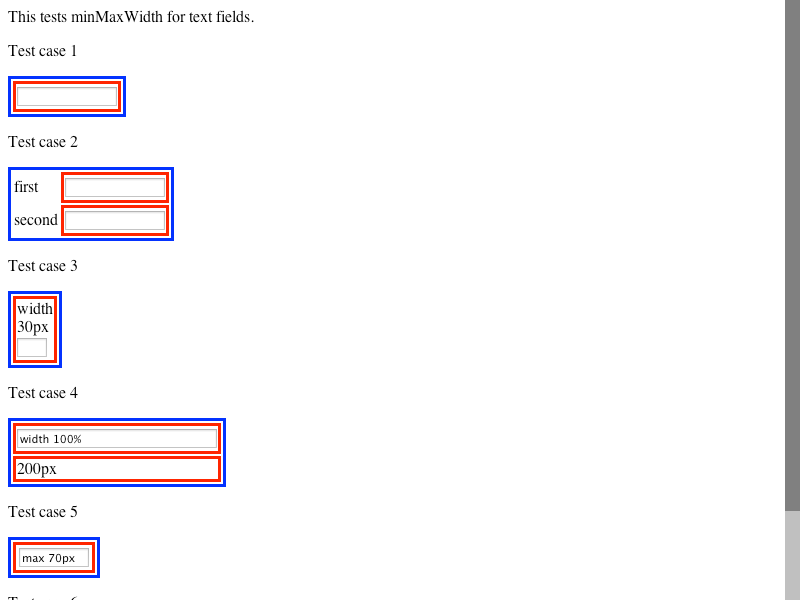 This tests minMaxWidth for text fields.
Test case 1
Test case 2
first
second
Test case 3
width
30px
Test case 4
width 100%
200px
Test case 5
max 70px